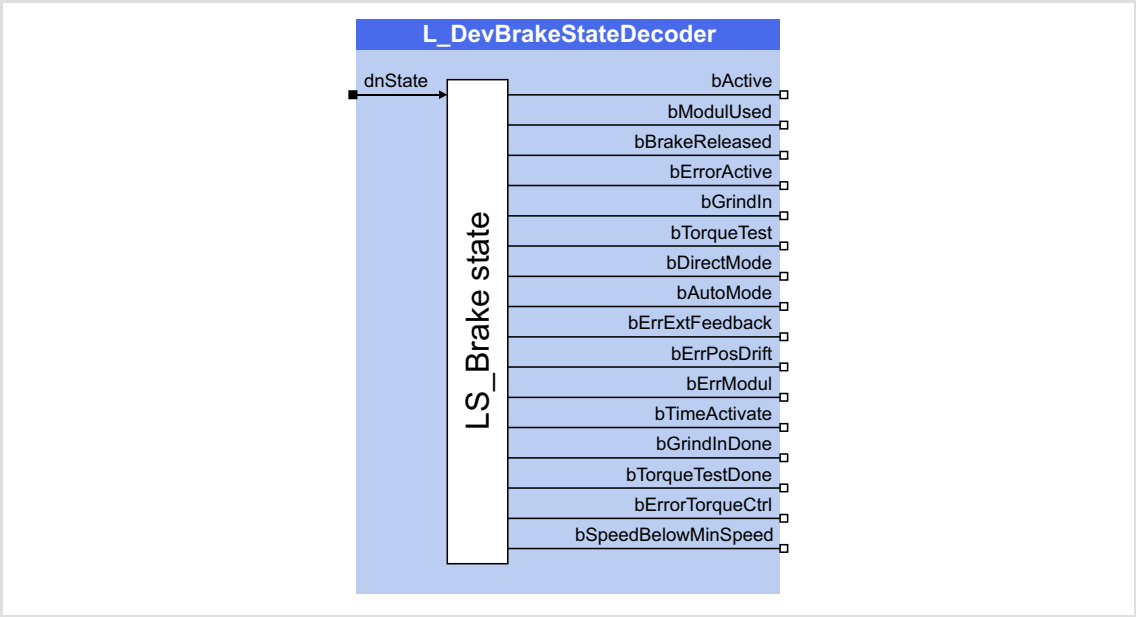 L_DevBrakeStateDecoder
dnState
LS_Brake state
bActive
bModulUsed
bBrakeReleased
bErrorActive
bGrindIn
bTorqueTest
bDirectMode
bAutoMode
bErrExtFeedback
bErrPosDrift
bErrModul
bTimeActivate
bGrindInDone
bTorqueTestDone
bErrorTorqueCtrl
bSpeedBelowMinSpeed